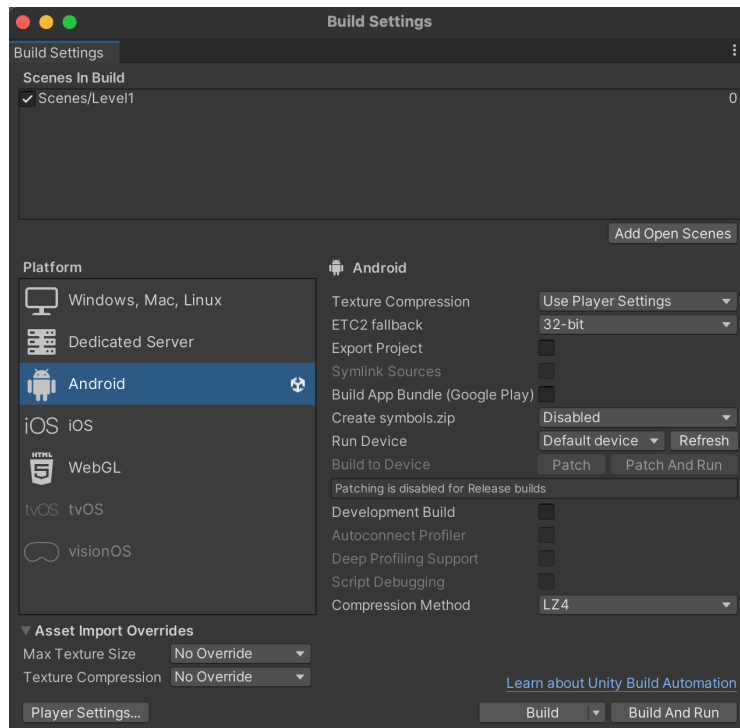 Build Settings
Build Settings
Scenes In Build
Scenes/Level1 0
Add Open Scenes
Platform
Windows, Mac, Linux
Dedicated Server
Android
iOS iOS
HTML 5 WebGL
tvOS tvOS
visionOS
Android
Texture Compression Use Player Settings
ETC2 fallback 32-bit
Export Project
Symlink Sources
Build App Bundle (Google Play)
Create symbols.zip Disabled
Run Device Default device Refresh
Build to Device Patch Patch And Run
Patching is disabled for Release builds
Development Build
Autoconnect Profiler
Deep Profiling Support
Script Debugging
Compression Method LZ4
Asset Import Overrides
Max Texture Size No Override
Texture Compression No Override
Learn about Unity Build Automation
Player Settings... Build Build And Run